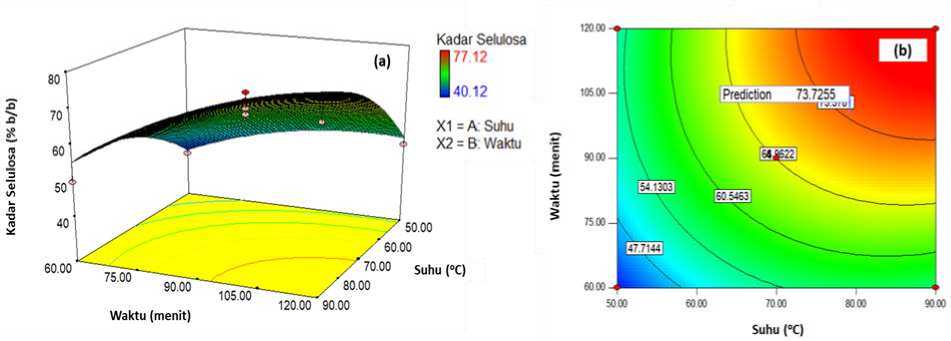 (a)
Kadar Selulosa
77.12
40.12
X1 = A: Suhu
X2 = B: Waktu
Kadar Selulosa (% b/b)
80
70
60
50
40
60.00
75.00
90.00
105.00
120.00
Waktu (menit)
50.00
60.00
70.00
80.00
90.00
Suhu (°C)
(b)
Waktu (menit)
120.00
105.00
90.00
75.00
60.00
Prediction 73.7255
54.1303
60.5463
47.7144
50.00 60.00 70.00 80.00 90.00
Suhu (°C)